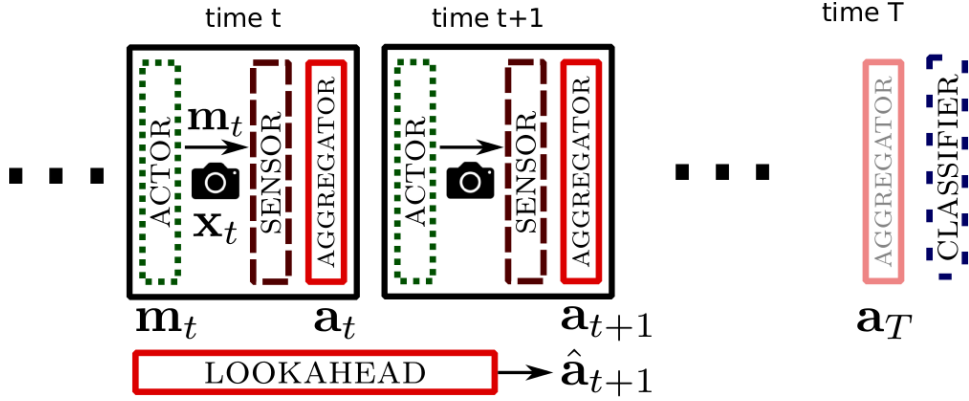 time t
time t+1
time T
ACTOR
m_t
x_t
SENSOR
AGGREGATOR
ACTOR
SENSOR
AGGREGATOR
AGGREGATOR
CLASSIFIER
m_t
a_t
a_{t+1}
a_T
LOOKAHEAD
â_{t+1}